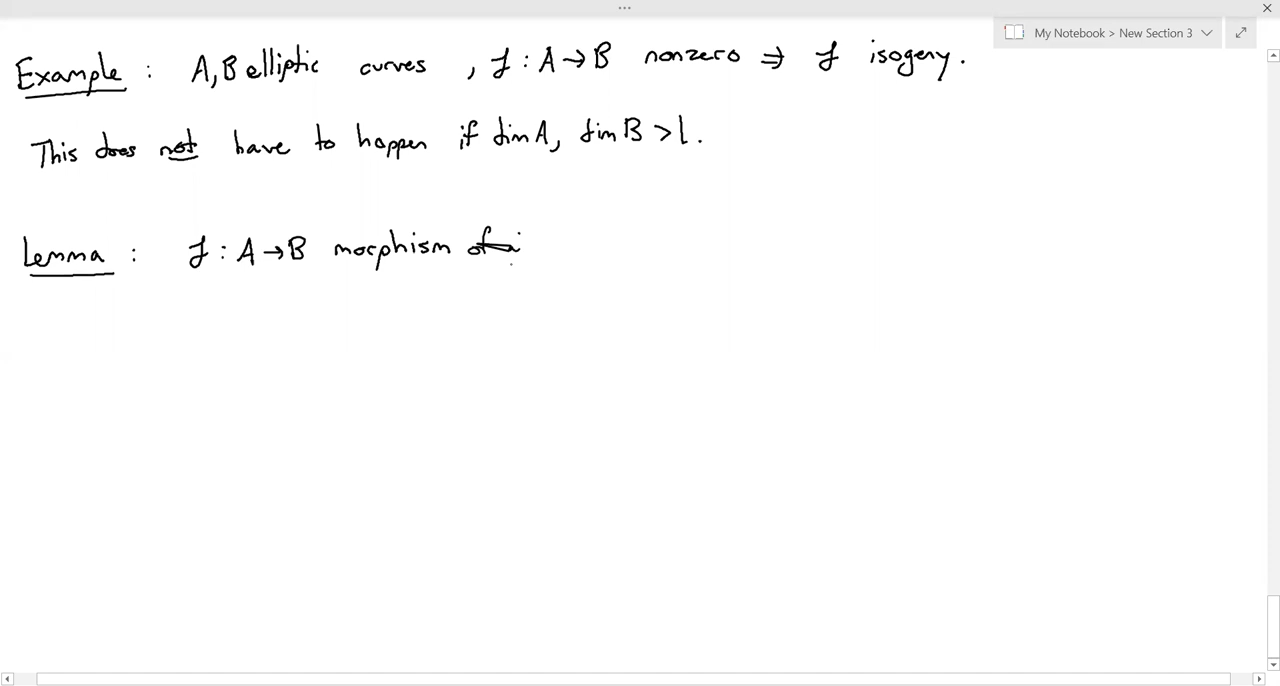 My Notebook > New Section 3
Example : A, B elliptic curves , f : A → B nonzero ⇒ f isogeny.
This does not have to happen if dim A, dim B > 1.
Lemma : f : A → B morphism of